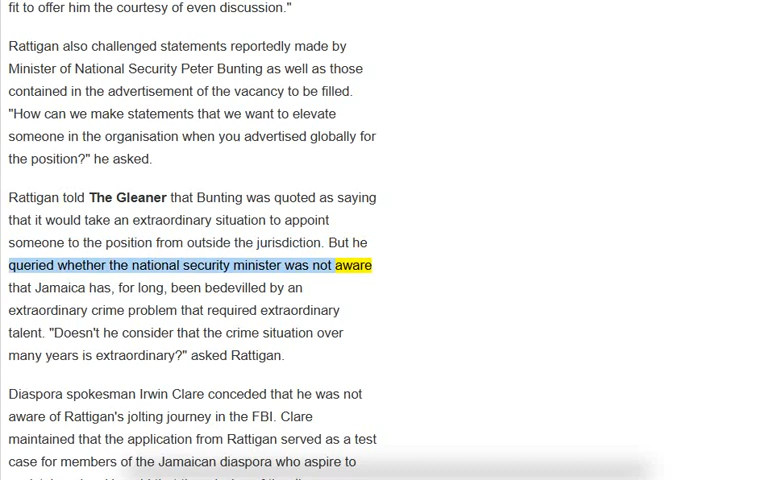 fit to offer him the courtesy of even discussion."
Rattigan also challenged statements reportedly made by
Minister of National Security Peter Bunting as well as those
contained in the advertisement of the vacancy to be filled.
"How can we make statements that we want to elevate
someone in the organisation when you advertised globally for
the position?" he asked.
Rattigan told The Gleaner that Bunting was quoted as saying
that it would take an extraordinary situation to appoint
someone to the position from outside the jurisdiction. But he
queried whether the national security minister was not aware
that Jamaica has, for long, been bedevilled by an
extraordinary crime problem that required extraordinary
talent. "Doesn't he consider that the crime situation over
many years is extraordinary?" asked Rattigan.
Diaspora spokesman Irwin Clare conceded that he was not
aware of Rattigan's jolting journey in the FBI. Clare
maintained that the application from Rattigan served as a test
case for members of the Jamaican diaspora who aspire to